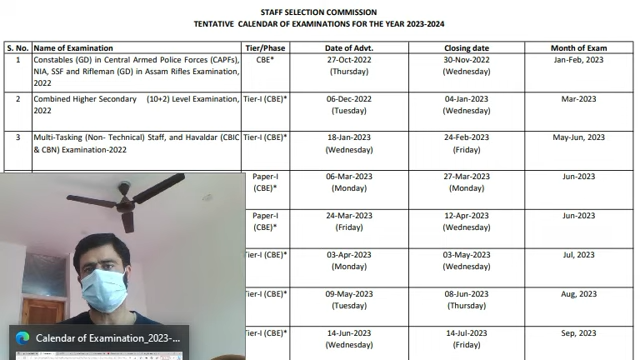 STAFF SELECTION COMMISSION
TENTATIVE CALENDAR OF EXAMINATIONS FOR THE YEAR 2023-2024
S. No. Name of Examination Tier/Phase Date of Advt. Closing date Month of Exam
1 Constables (GD) in Central Armed Police Forces (CAPFs), CBE* 27-Oct-2022 30-Nov-2022 Jan-Feb, 2023
NIA, SSF and Rifleman (GD) in Assam Rifles Examination, (Thursday) (Wednesday)
2022
2 Combined Higher Secondary (10+2) Level Examination, Tier-I (CBE)* 06-Dec-2022 04-Jan-2023 Mar-2023
2022 (Tuesday) (Wednesday)
3 Multi-Tasking (Non- Technical) Staff, and Havaldar (CBIC Tier-I (CBE)* 18-Jan-2023 24-Feb-2023 May-Jun, 2023
& CBN) Examination-2022 (Wednesday) (Friday)
Paper-I 06-Mar-2023 27-Mar-2023 Jun-2023
(CBE)* (Monday) (Monday)
Paper-I 24-Mar-2023 12-Apr-2023 Jun-2023
(CBE)* (Friday) (Wednesday)
Tier-I (CBE)* 03-Apr-2023 03-May-2023 Jul, 2023
(Monday) (Wednesday)
Tier-I (CBE)* 09-May-2023 08-Jun-2023 Aug, 2023
(Tuesday) (Thursday)
Tier-I (CBE)* 14-Jun-2023 14-Jul-2023 Sep, 2023
(Wednesday) (Friday)
Calendar of Examination_2023-...